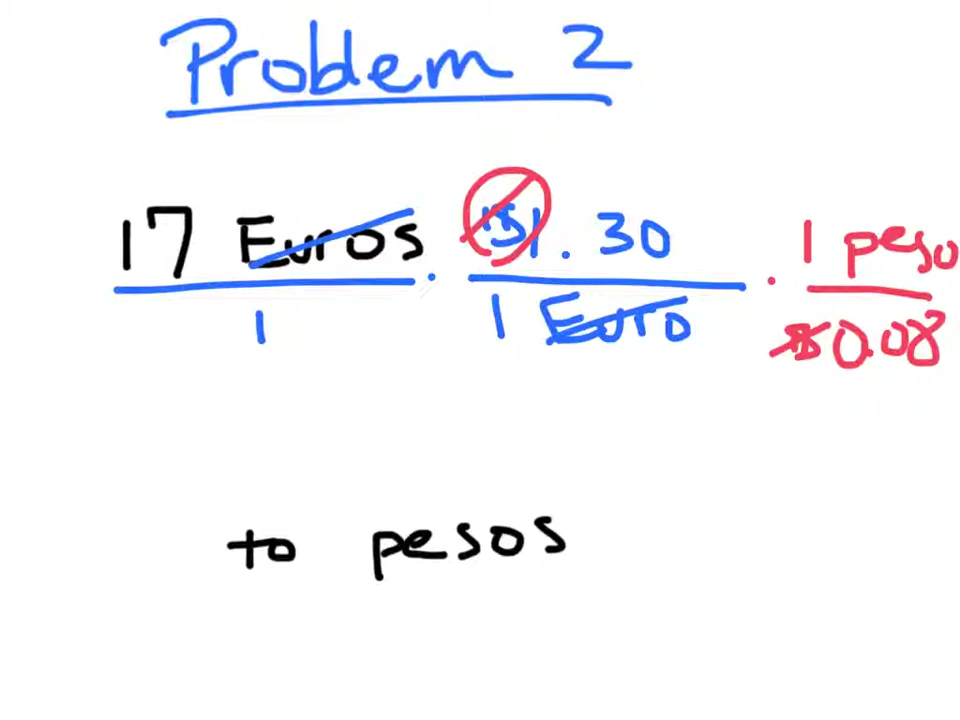 Problem 2
17 Euros · $1.30 · 1 peso
1 1 Euro $0.08
to pesos